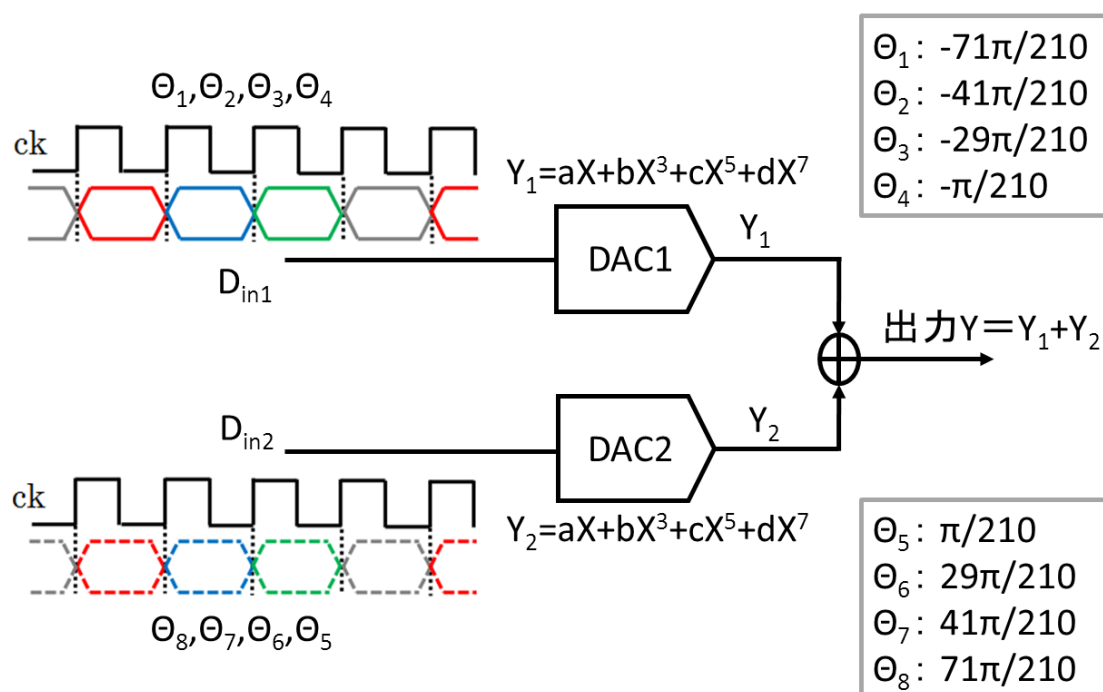 Θ₁: -71π/210
Θ₂: -41π/210
Θ₃: -29π/210
Θ₄: -π/210
Θ₁,Θ₂,Θ₃,Θ₄
ck
Y₁=aX+bX³+cX⁵+dX⁷
D_in1
DAC1
Y₁
出力Y=Y₁+Y₂
D_in2
DAC2
Y₂
ck
Y₂=aX+bX³+cX⁵+dX⁷
Θ₈,Θ₇,Θ₆,Θ₅
Θ₅: π/210
Θ₆: 29π/210
Θ₇: 41π/210
Θ₈: 71π/210